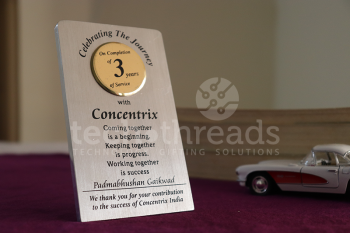 Celebrating The Journey
On Completion
of
3 years
of Service
with
Concentrix
Coming together
is a beginning.
Keeping together
is progress.
Working together
is success
Padmabhushan Gaikwad
We thank you for your contribution
to the success of Concentrix India
threads
SOLUTIONS